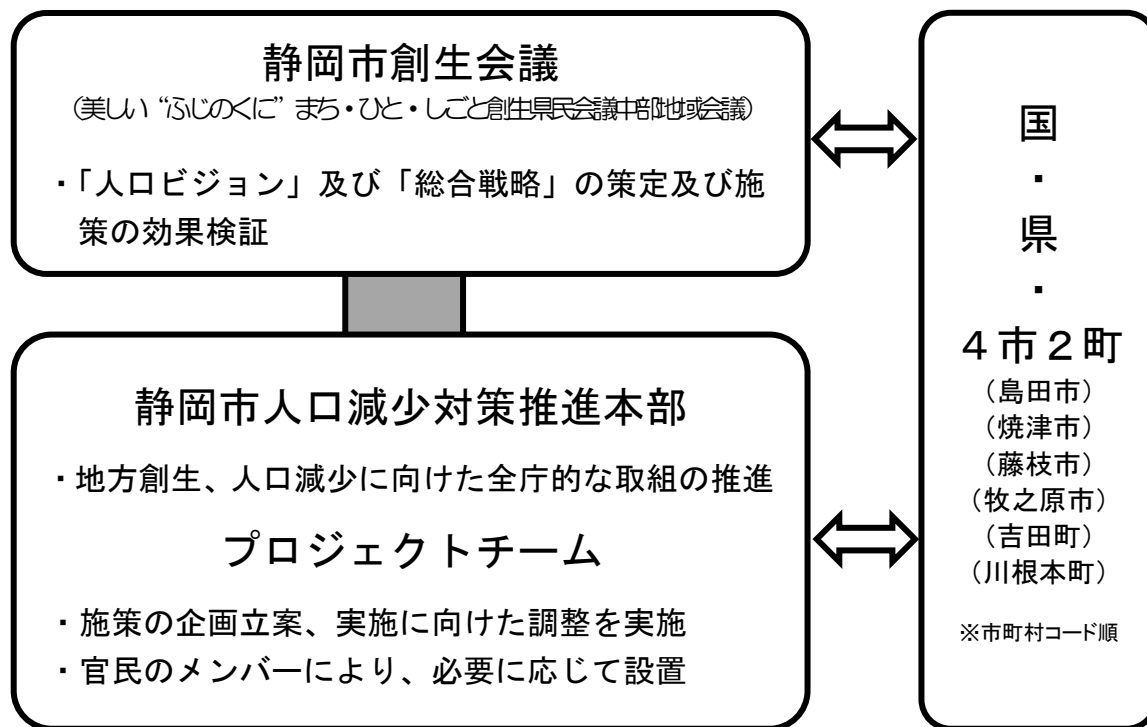 静岡市創生会議
（美しい“ふじのくに”まち・ひと・しごと創生県民会議中部地域会議）
・「人口ビジョン」及び「総合戦略」の策定及び施
策の効果検証
静岡市人口減少対策推進本部
・地方創生、人口減少に向けた全庁的な取組の推進
プロジェクトチーム
・施策の企画立案、実施に向けた調整を実施
・官民のメンバーにより、必要に応じて設置
国
・
県
・
４市２町
（島田市）
（焼津市）
（藤枝市）
（牧之原市）
（吉田町）
（川根本町）
※市町村コード順